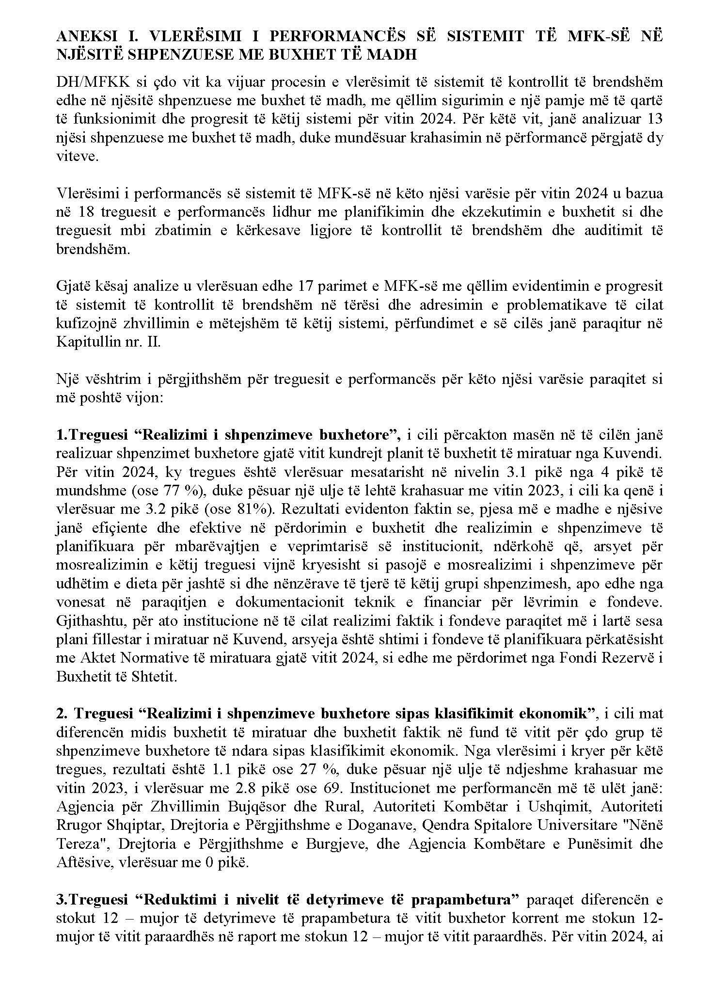 ANEKSI I. VLERËSIMI I PERFORMANCËS SË SISTEMIT TË MFK-SË NË
NJËSITË SHPENZUESE ME BUXHET TË MADH
DH/MFKK si çdo vit ka vijuar procesin e vlerësimit të sistemit të kontrollit të brendshëm
edhe në njësitë shpenzuese me buxhet të madh, me qëllim sigurimin e një pamje më të qartë
të funksionimit dhe progresit të këtij sistemi për vitin 2024. Për këtë vit, janë analizuar 13
njësi shpenzuese me buxhet të madh, duke mundësuar krahasimin në përformancë përgjatë dy
viteve.
Vlerësimi i performancës së sistemit të MFK-së në këto njësi varësie për vitin 2024 u bazua
në 18 treguesit e performancës lidhur me planifikimin dhe ekzekutimin e buxhetit si dhe
treguesit mbi zbatimin e kërkesave ligjore të kontrollit të brendshëm dhe auditimit të
brendshëm.
Gjatë kësaj analize u vlerësuan edhe 17 parimet e MFK-së me qëllim evidentimin e progresit
të sistemit të kontrollit të brendshëm në tërësi dhe adresimin e problematikave të cilat
kufizojnë zhvillimin e mëtejshëm të këtij sistemi, përfundimet e së cilës janë paraqitur në
Kapitullin nr. II.
Një vështrim i përgjithshëm për treguesit e performancës për këto njësi varësie paraqitet si
më poshtë vijon:
1.Treguesi “Realizimi i shpenzimeve buxhetore”, i cili përcakton masën në të cilën janë
realizuar shpenzimet buxhetore gjatë vitit kundrejt planit të buxhetit të miratuar nga Kuvendi.
Për vitin 2024, ky tregues është vlerësuar mesatarisht në nivelin 3.1 pikë nga 4 pikë të
mundshme (ose 77 %), duke pësuar një ulje të lehtë krahasuar me vitin 2023, i cili ka qenë i
vlerësuar me 3.2 pikë (ose 81%). Rezultati evidenton faktin se, pjesa më e madhe e njësive
janë efiçiente dhe efektive në përdorimin e buxhetit dhe realizimin e shpenzimeve të
planifikuara për mbarëvajtjen e veprimtarisë së institucionit, ndërkohë që, arsyet për
mosrealizimin e këtij treguesi vijnë kryesisht si pasojë e mosrealizimi i shpenzimeve për
udhëtim e dieta për jashtë si dhe nënzërave të tjerë të këtij grupi shpenzimesh, apo edhe nga
vonesat në paraqitjen e dokumentacionit teknik e financiar për lëvrimin e fondeve.
Gjithashtu, për ato institucione në të cilat realizimi faktik i fondeve paraqitet më i lartë sesa
plani fillestar i miratuar në Kuvend, arsyeja është shtimi i fondeve të planifikuara përkatësisht
me Aktet Normative të miratuara gjatë vitit 2024, si edhe me përdorimet nga Fondi Rezervë i
Buxhetit të Shtetit.
2. Treguesi “Realizimi i shpenzimeve buxhetore sipas klasifikimit ekonomik”, i cili mat
diferencën midis buxhetit të miratuar dhe buxhetit faktik në fund të vitit për çdo grup të
shpenzimeve buxhetore të ndara sipas klasifikimit ekonomik. Nga vlerësimi i kryer për këtë
tregues, rezultati është 1.1 pikë ose 27 %, duke pësuar një ulje të ndjeshme krahasuar me
vitin 2023, i vlerësuar me 2.8 pikë ose 69. Institucionet me performancën më të ulët janë:
Agjencia për Zhvillimin Bujqësor dhe Rural, Autoriteti Kombëtar i Ushqimit, Autoriteti
Rrugor Shqiptar, Drejtoria e Përgjithshme e Doganave, Qendra Spitalore Universitare "Nënë
Tereza", Drejtoria e Përgjithshme e Burgjeve, dhe Agjencia Kombëtare e Punësimit dhe
Aftësive, vlerësuar me 0 pikë.
3.Treguesi “Reduktimi i nivelit të detyrimeve të prapambetura” paraqet diferencën e
stokut 12 – mujor të detyrimeve të prapambetura të vitit buxhetor korrent me stokun 12-
mujor të vitit paraardhës në raport me stokun 12 – mujor të vitit paraardhës. Për vitin 2024, ai